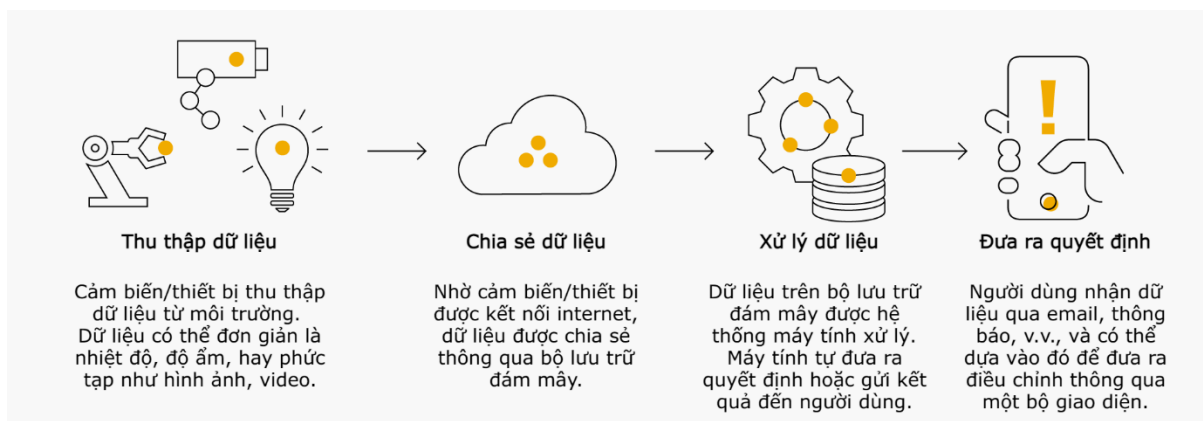 Thu thập dữ liệu
Cảm biến/thiết bị thu thập
dữ liệu từ môi trường.
Dữ liệu có thể đơn giản là
nhiệt độ, độ ẩm, hay phức
tạp như hình ảnh, video.
Chia sẻ dữ liệu
Nhờ cảm biến/thiết bị
được kết nối internet,
dữ liệu được chia sẻ
thông qua bộ lưu trữ
đám mây.
Xử lý dữ liệu
Dữ liệu trên bộ lưu trữ
đám mây được hệ
thống máy tính xử lý.
Máy tính tự đưa ra
quyết định hoặc gửi kết
quả đến người dùng.
Đưa ra quyết định
Người dùng nhận dữ
liệu qua email, thông
báo, v.v., và có thể
dựa vào đó để đưa ra
điều chỉnh thông qua
một bộ giao diện.